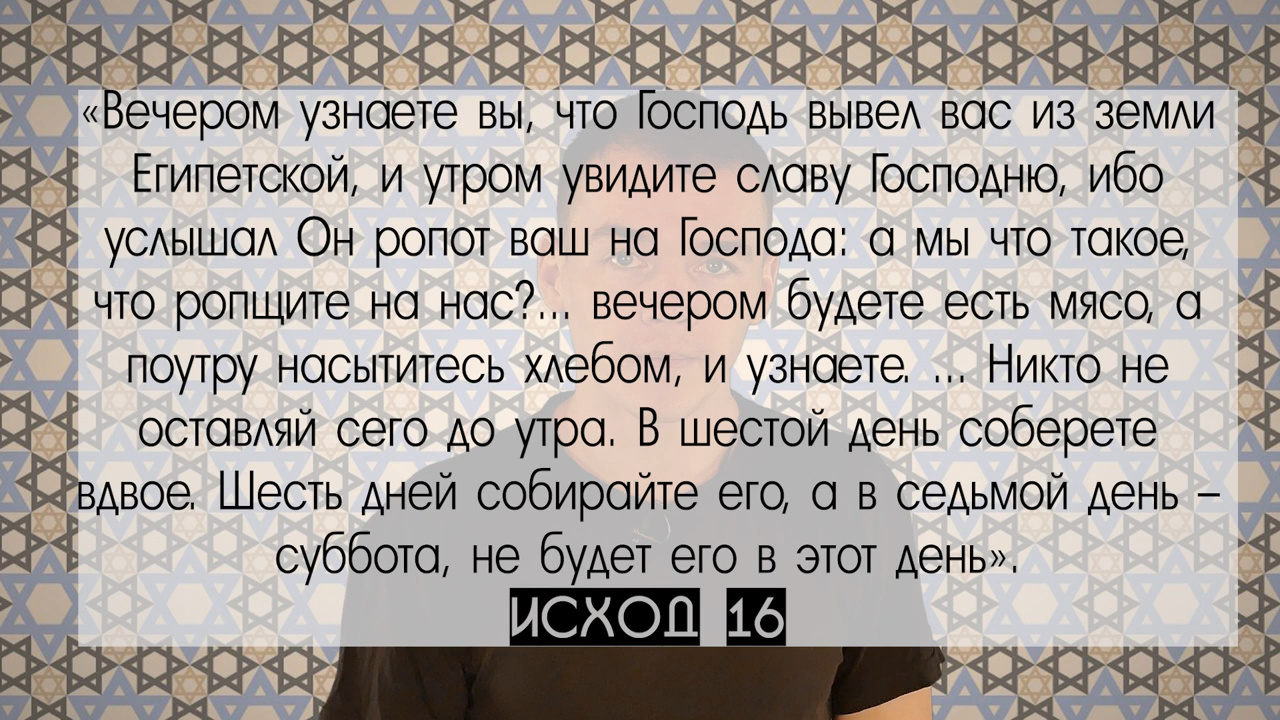 «Вечером узнаете вы, что Господь вывел вас из земли
Египетской, и утром увидите славу Господню, ибо
услышал Он ропот ваш на Господа: а мы что такое,
что ропщите на нас?... вечером будете есть мясо, а
поутру насытитесь хлебом, и узнаете. ... Никто не
оставляй сего до утра. В шестой день соберете
вдвое. Шесть дней собирайте его, а в седьмой день –
суббота, не будет его в этот день».
ИСХОД 16